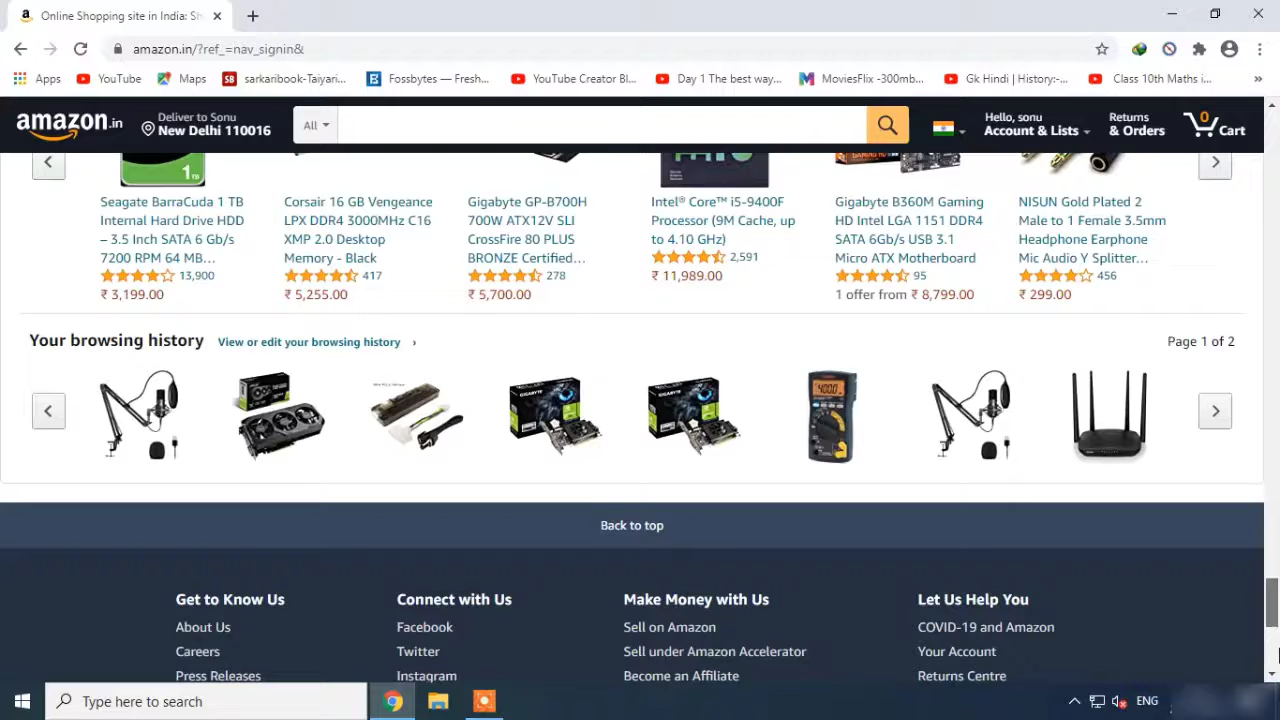 Online Shopping site in India: Sh
amazon.in/?ref_=nav_signin&
Apps YouTube Maps sarkaribook-Taiyari... Fossbytes — Fresh... YouTube Creator Bl... Day 1 The best way... MoviesFlix -300mb... Gk Hindi | History:-... Class 10th Maths i... »
amazon.in
Deliver to Sonu
New Delhi 110016
All
Hello, sonu
Account & Lists
Returns
& Orders
0
Cart
1TB
Seagate BarraCuda 1 TB
Internal Hard Drive HDD
– 3.5 Inch SATA 6 Gb/s
7200 RPM 64 MB...
13,900
₹ 3,199.00
Corsair 16 GB Vengeance
LPX DDR4 3000MHz C16
XMP 2.0 Desktop
Memory - Black
417
₹ 5,255.00
Gigabyte GP-B700H
700W ATX12V SLI
CrossFire 80 PLUS
BRONZE Certified...
278
₹ 5,700.00
Intel® Core™ i5-9400F
Processor (9M Cache, up
to 4.10 GHz)
2,591
₹ 11,989.00
Gigabyte B360M Gaming
HD Intel LGA 1151 DDR4
SATA 6Gb/s USB 3.1
Micro ATX Motherboard
95
1 offer from ₹ 8,799.00
NISUN Gold Plated 2
Male to 1 Female 3.5mm
Headphone Earphone
Mic Audio Y Splitter...
456
₹ 299.00
Your browsing history View or edit your browsing history ›
Page 1 of 2
GIGABYTE
GIGABYTE
400.0
Back to top
Get to Know Us
About Us
Careers
Press Releases
Connect with Us
Facebook
Twitter
Instagram
Make Money with Us
Sell on Amazon
Sell under Amazon Accelerator
Become an Affiliate
Let Us Help You
COVID-19 and Amazon
Your Account
Returns Centre
Type here to search
ENG